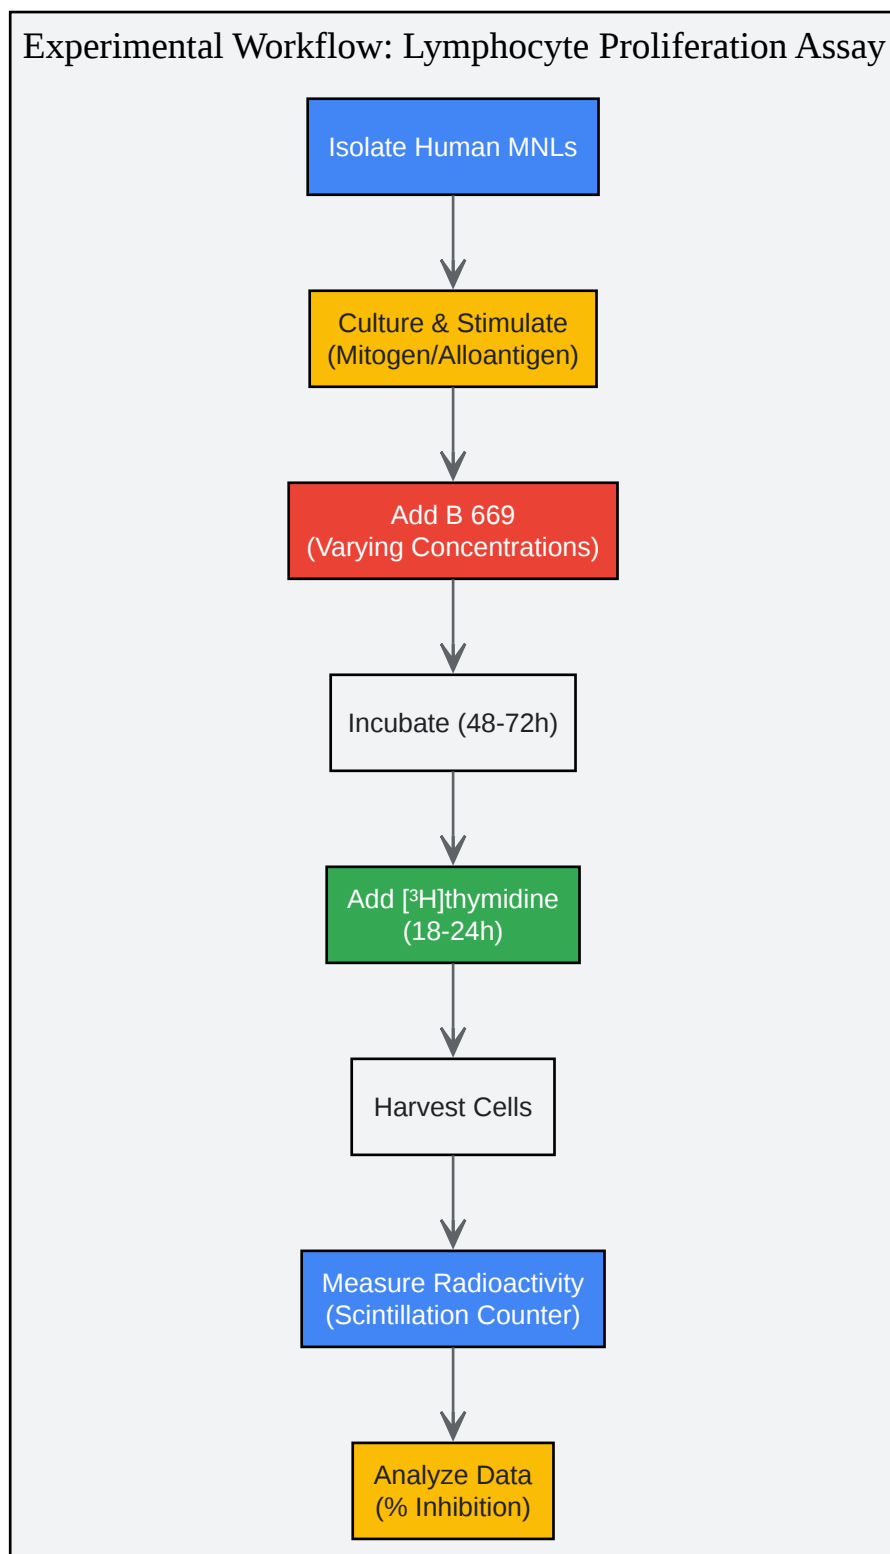 Experimental Workflow: Lymphocyte Proliferation Assay
Isolate Human MNLs
Culture & Stimulate
(Mitogen/Alloantigen)
Add B 669
(Varying Concentrations)
Incubate (48-72h)
Add [³H]thymidine
(18-24h)
Harvest Cells
Measure Radioactivity
(Scintillation Counter)
Analyze Data
(% Inhibition)